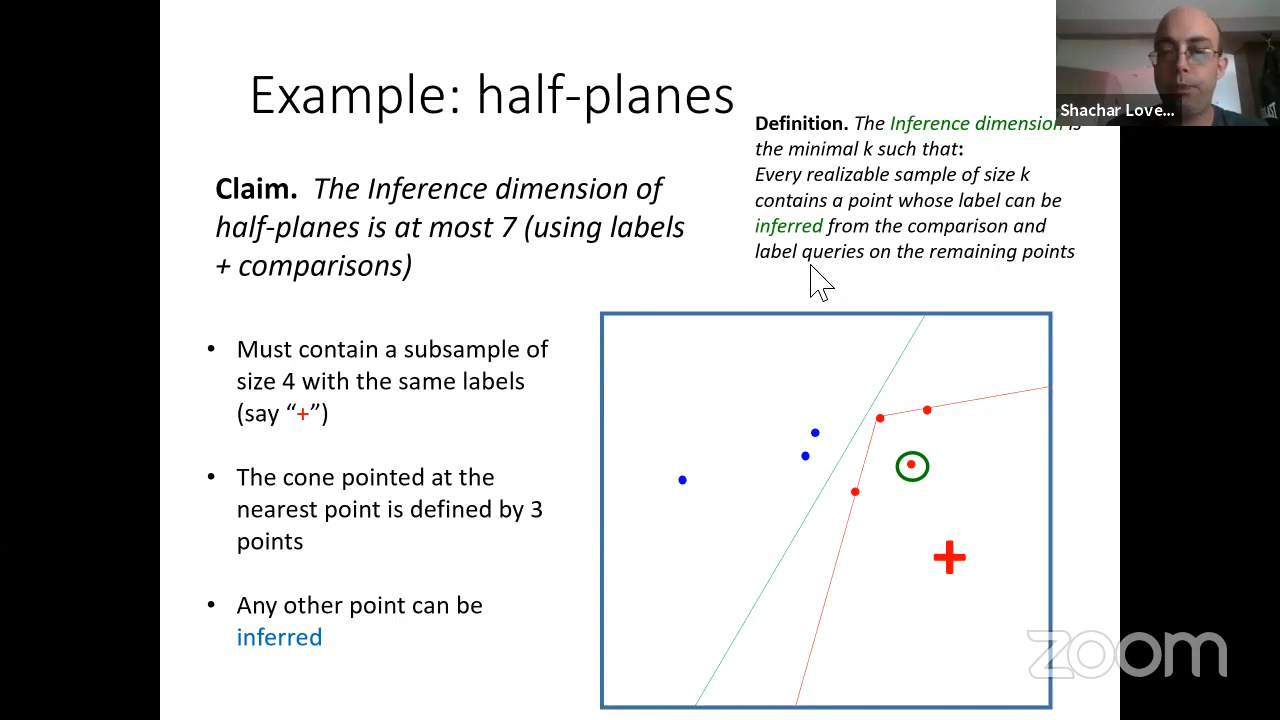 Example: half-planes
Shachar Love...
Definition. The Inference dimension is
the minimal k such that:
Every realizable sample of size k
contains a point whose label can be
inferred from the comparison and
label queries on the remaining points
Claim. The Inference dimension of
half-planes is at most 7 (using labels
+ comparisons)
• Must contain a subsample of
size 4 with the same labels
(say “+”)
• The cone pointed at the
nearest point is defined by 3
points
• Any other point can be
inferred
+
zoom